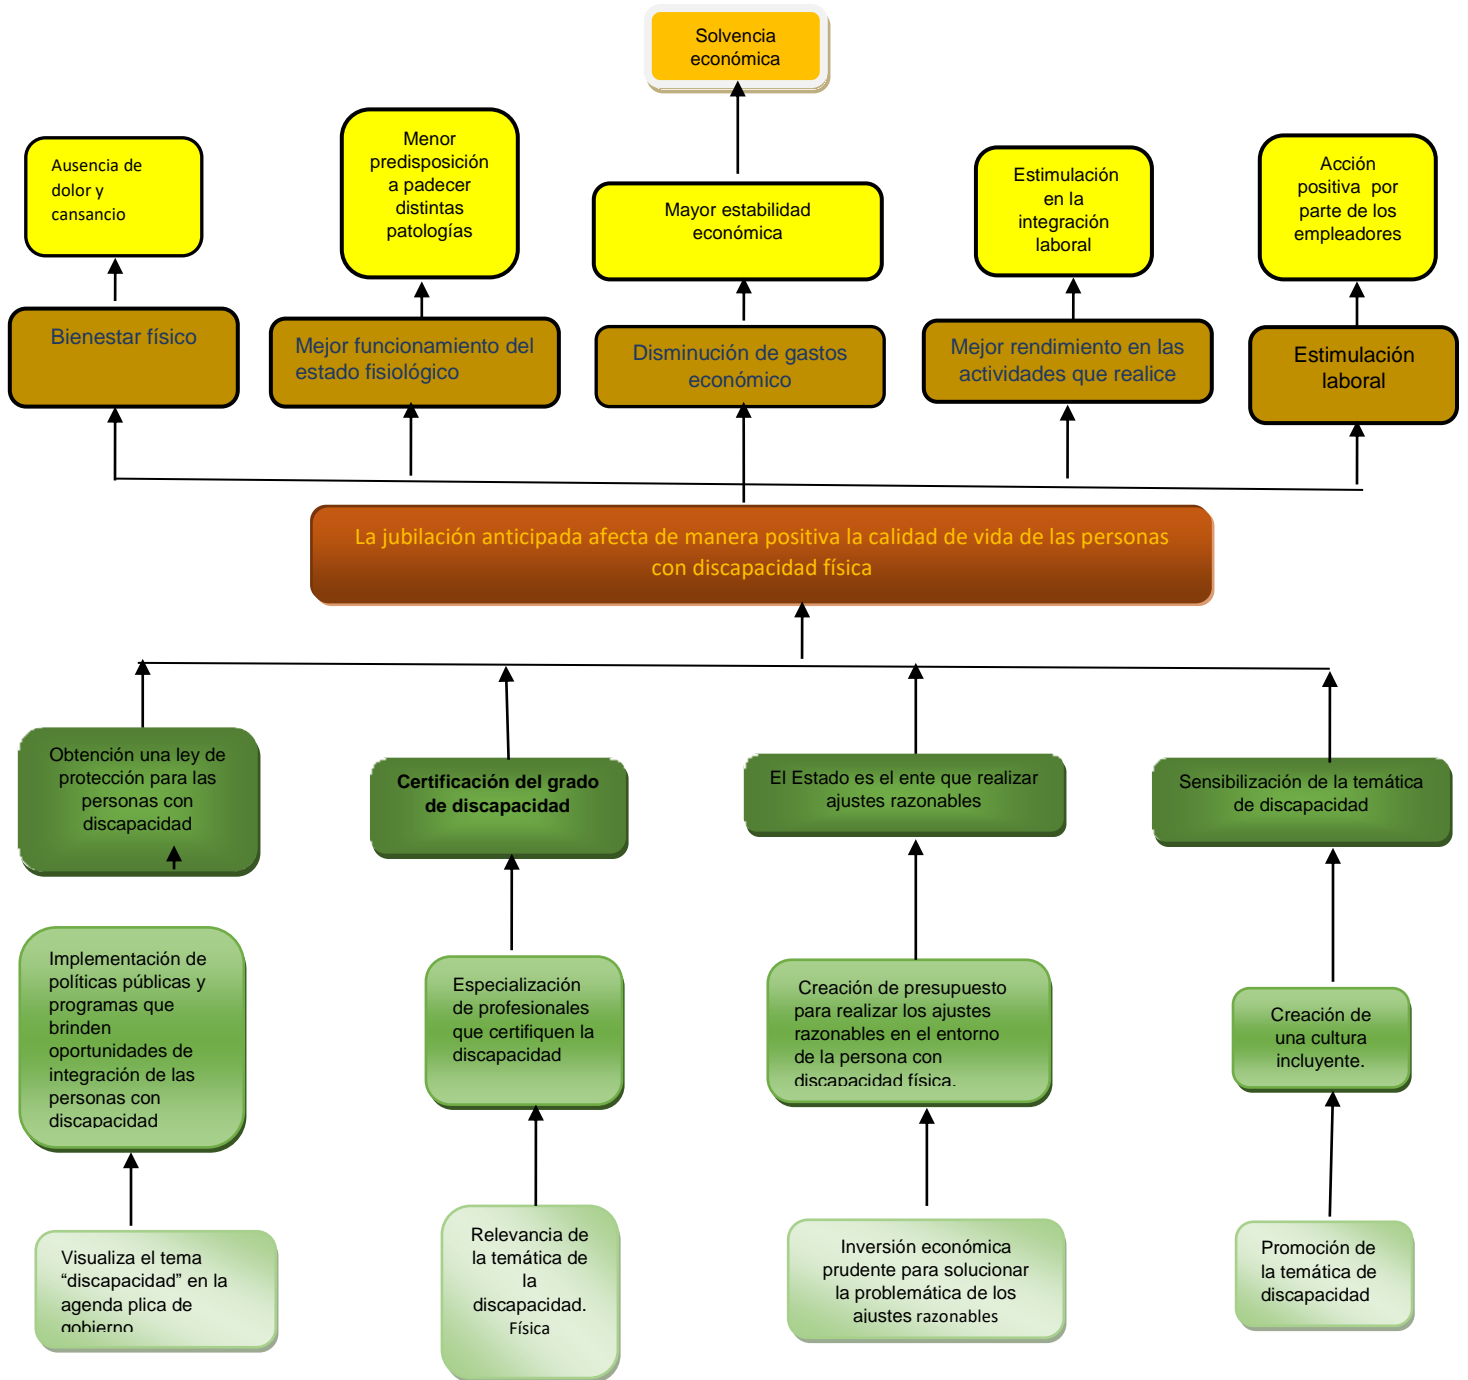 Solvencia
económica
Ausencia de
dolor y
cansancio
Menor
predisposición
a padecer
distintas
patologías
Mayor estabilidad
económica
Estimulación
en la
integración
laboral
Acción
positiva por
parte de los
empleadores
Bienestar físico
Mejor funcionamiento del
estado fisiológico
Disminución de gastos
económico
Mejor rendimiento en las
actividades que realice
Estimulación
laboral
La jubilación anticipada afecta de manera positiva la calidad de vida de las personas
con discapacidad física
Obtención una ley de
protección para las
personas con
discapacidad
Certificación del grado
de discapacidad
El Estado es el ente que realizar
ajustes razonables
Sensibilización de la temática
de discapacidad
Implementación de
políticas públicas y
programas que
brinden
oportunidades de
integración de las
personas con
discapacidad
Especialización
de profesionales
que certifiquen la
discapacidad
Creación de presupuesto
para realizar los ajustes
razonables en el entorno
de la persona con
discapacidad física.
Creación de
una cultura
incluyente.
Visualiza el tema
“discapacidad” en la
agenda plica de
gobierno
Relevancia de
la temática de
la
discapacidad.
Física
Inversión económica
prudente para solucionar
la problemática de los
ajustes razonables
Promoción de
la temática de
discapacidad